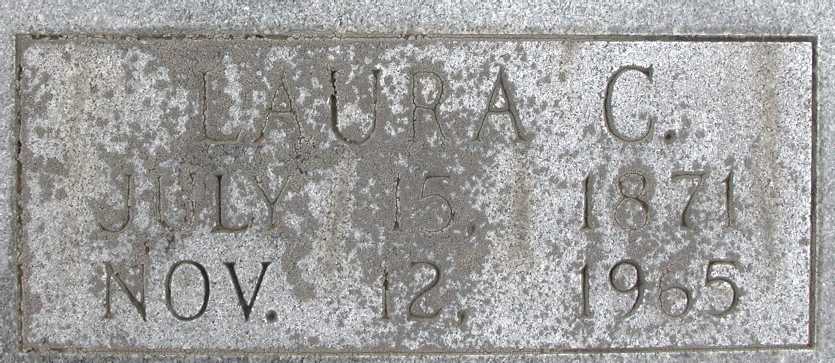 LAURA C.
JULY 15, 1871
NOV. 12, 1965